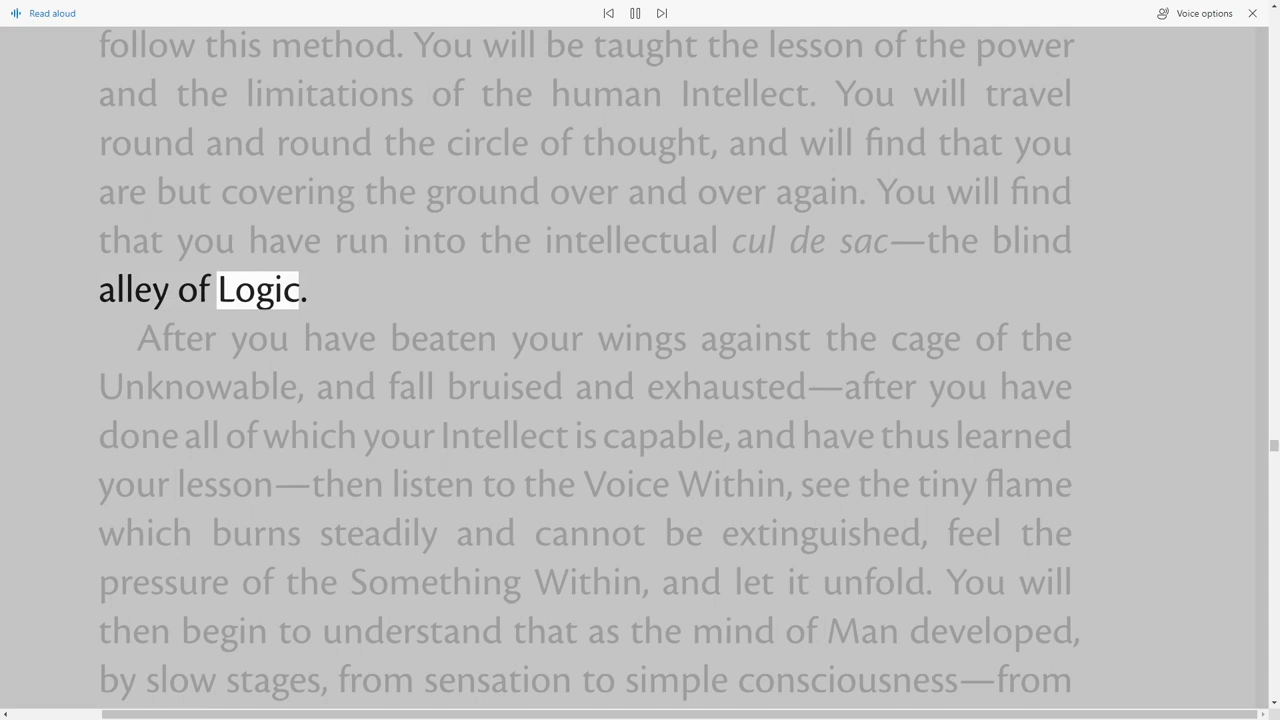 Read aloud
Voice options
follow this method. You will be taught the lesson of the power
and the limitations of the human Intellect. You will travel
round and round the circle of thought, and will find that you
are but covering the ground over and over again. You will find
that you have run into the intellectual cul de sac—the blind
alley of Logic.
After you have beaten your wings against the cage of the
Unknowable, and fall bruised and exhausted—after you have
done all of which your Intellect is capable, and have thus learned
your lesson—then listen to the Voice Within, see the tiny flame
which burns steadily and cannot be extinguished, feel the
pressure of the Something Within, and let it unfold. You will
then begin to understand that as the mind of Man developed,
by slow stages, from sensation to simple consciousness—from